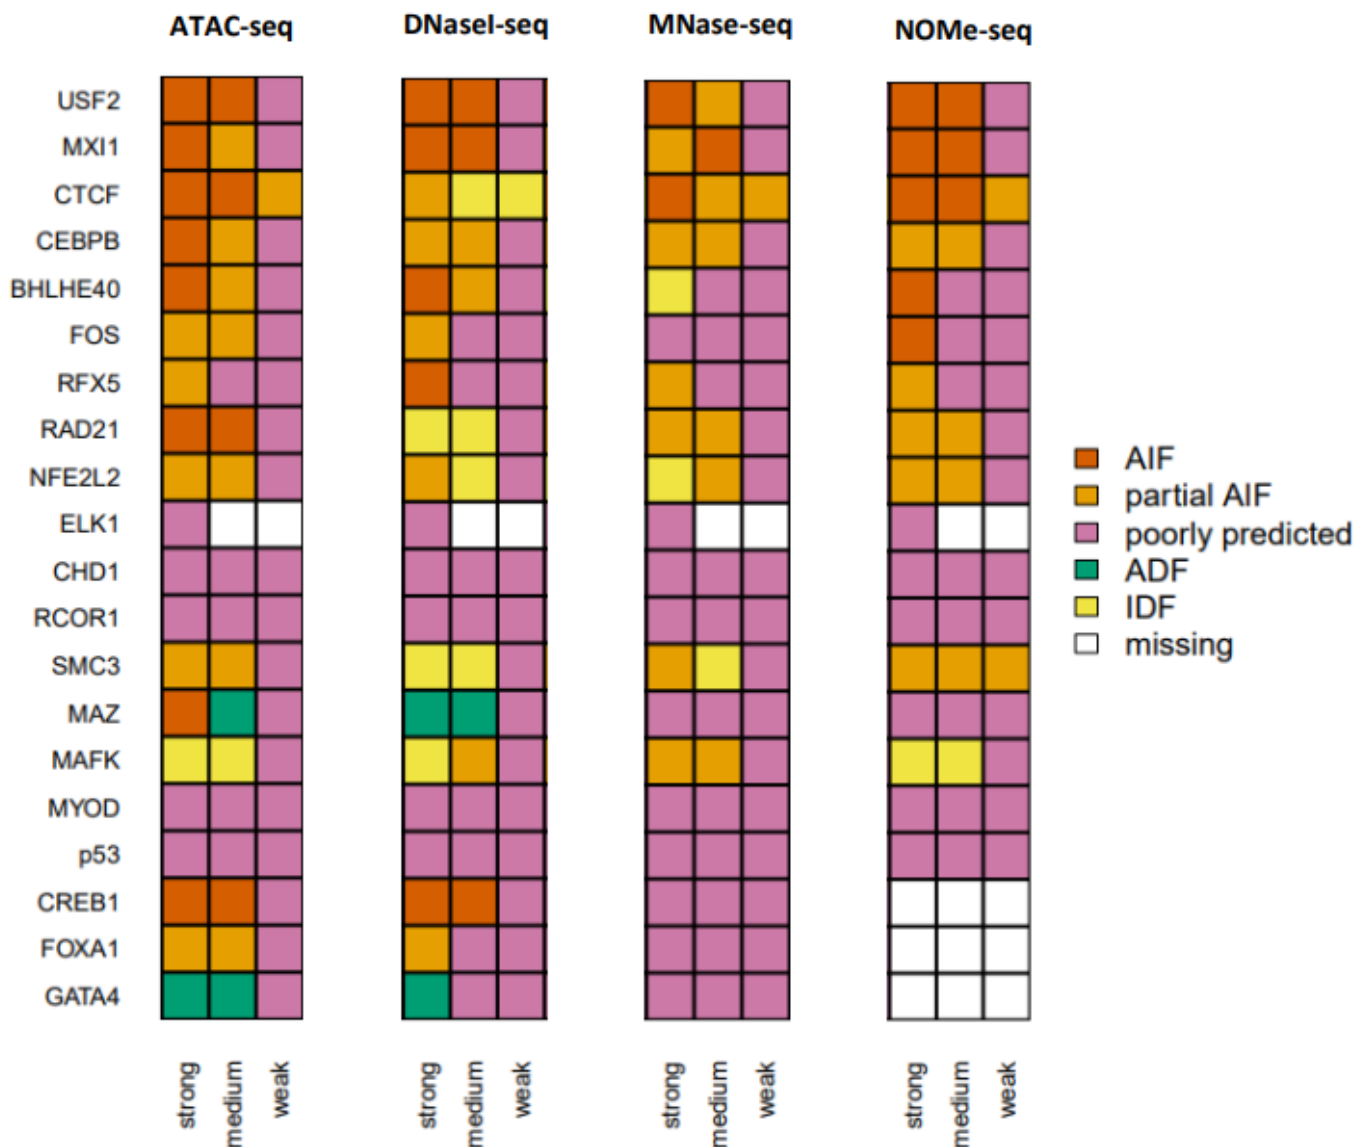 ATAC-seq DNaseI-seq MNase-seq NOMe-seq
USF2
MXI1
CTCF
CEBPB
BHLHE40
FOS
RFX5
RAD21
NFE2L2
ELK1
CHD1
RCOR1
SMC3
MAZ
MAFK
MYOD
p53
CREB1
FOXA1
GATA4
AIF
partial AIF
poorly predicted
ADF
IDF
missing
strong medium weak strong medium weak strong medium weak strong medium weak